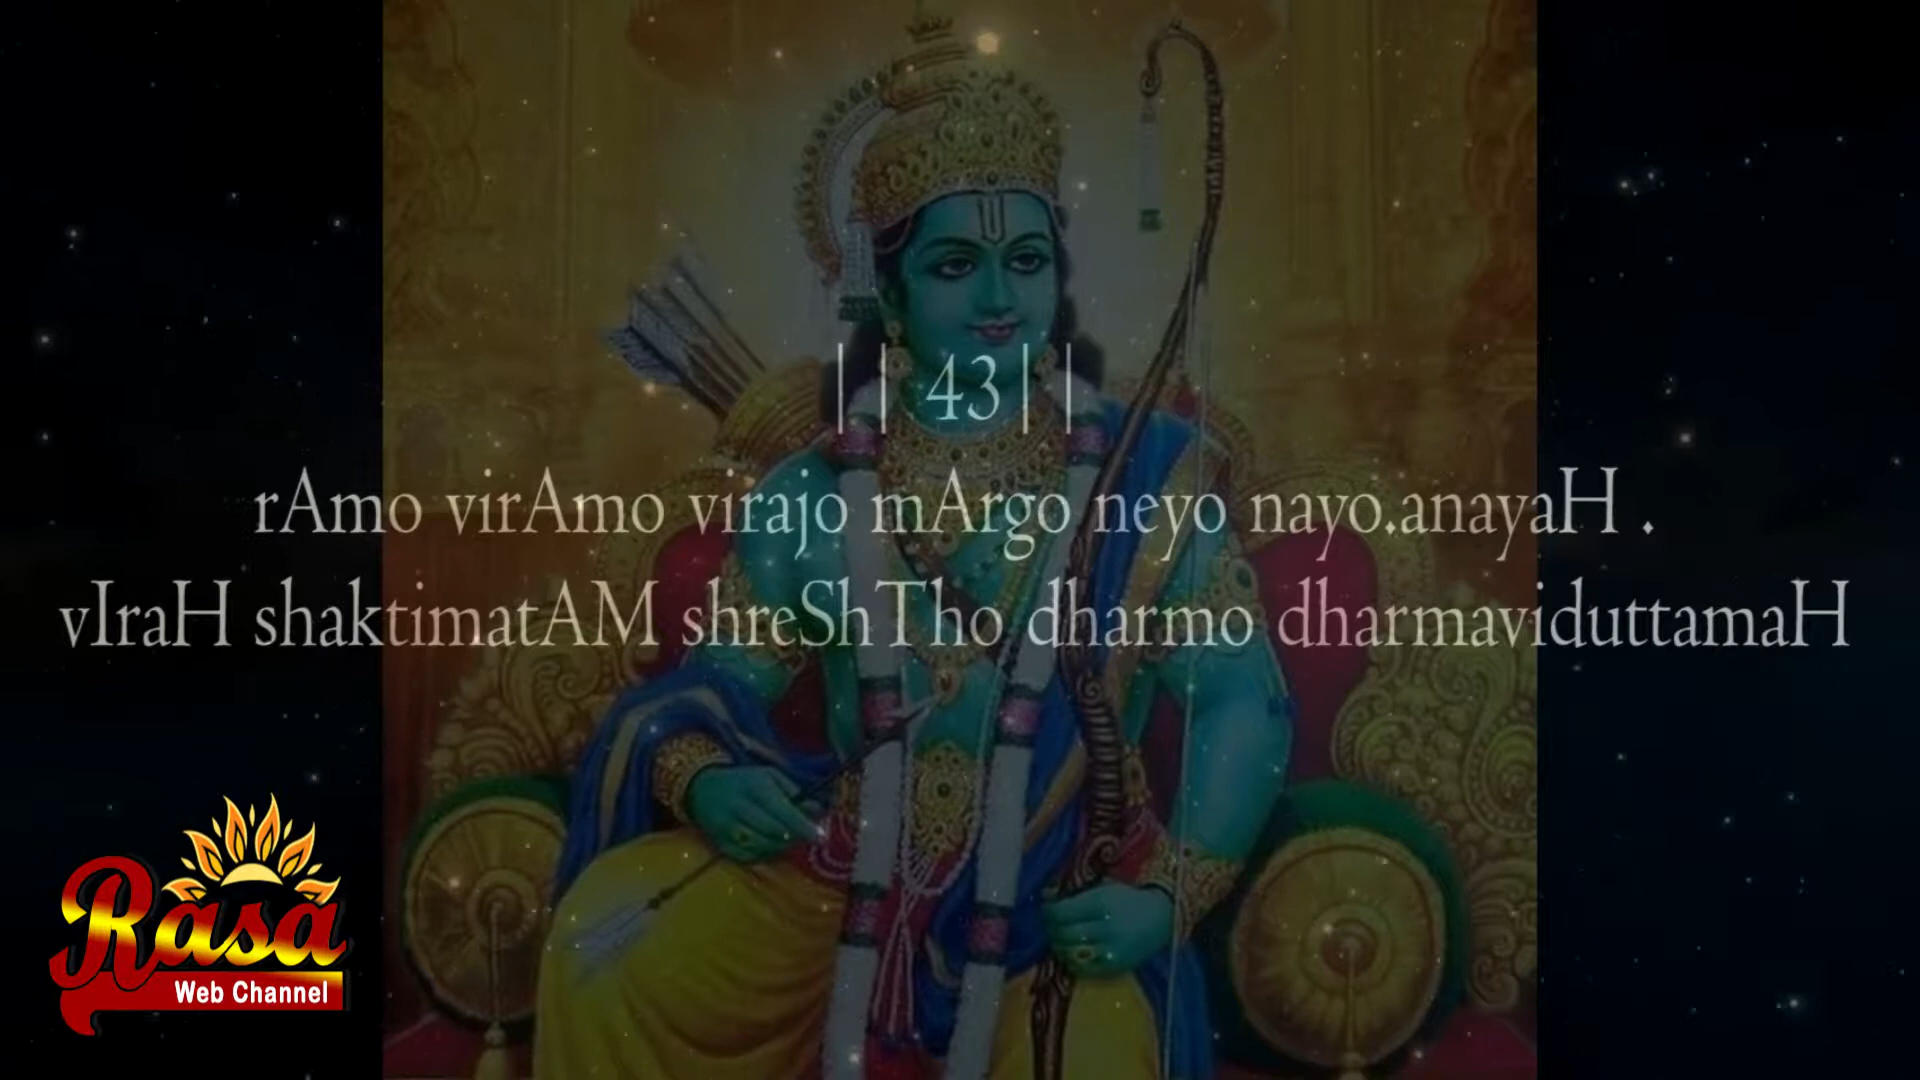 || 43||
rAmo virAmo virajo mArgo neyo nayo.anayaH .
vIraH shaktimatAM shreShTho dharmo dharmaviduttamaH
Rasa
Web Channel